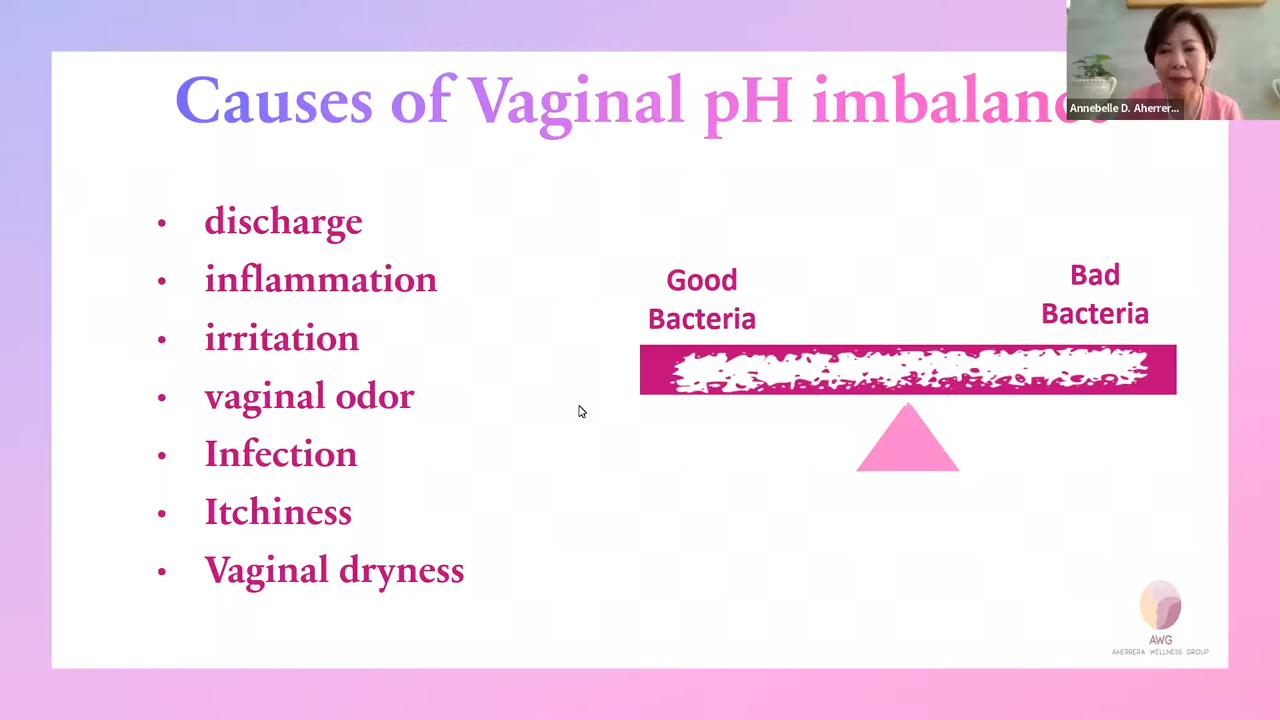 Causes of Vaginal pH imbalance
Annebelle D. Aherrer...
• discharge
• inflammation
• irritation
• vaginal odor
• Infection
• Itchiness
• Vaginal dryness
Good
Bacteria
Bad
Bacteria
AWG
AHERRERA WELLNESS GROUP